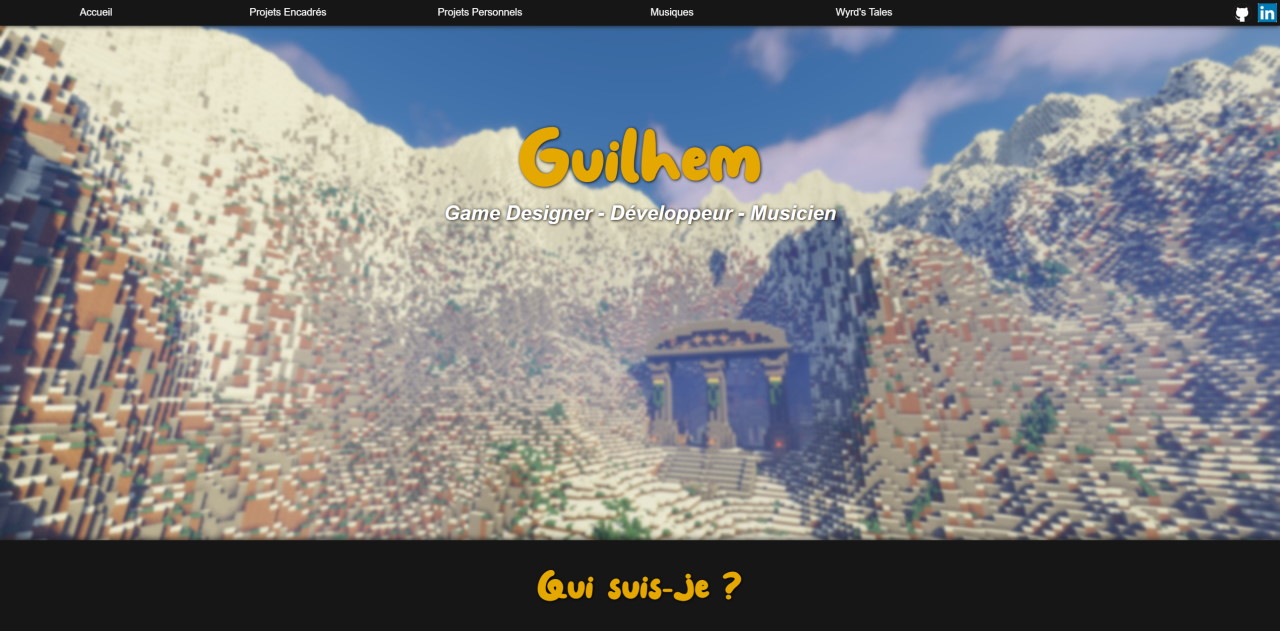 Accueil
Projets Encadrés
Projets Personnels
Musiques
Wyrd's Tales
in
Guilhem
Game Designer - Développeur - Musicien
Qui suis-je ?